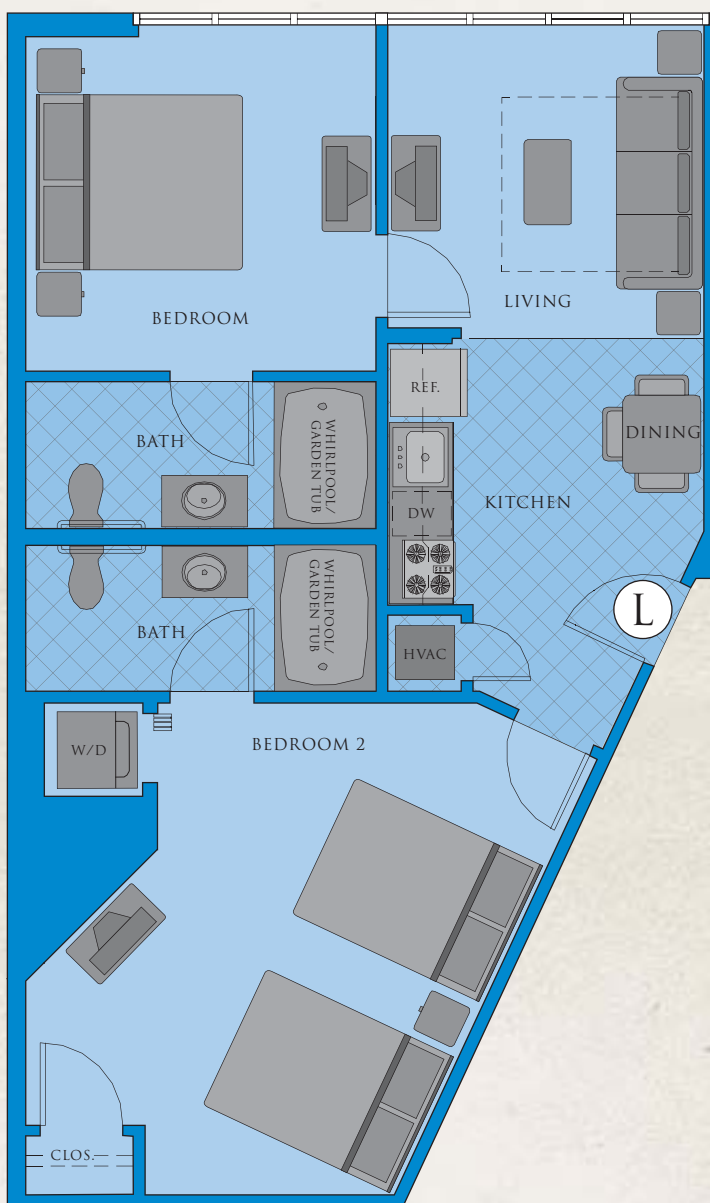 BEDROOM
LIVING
REF.
BATH
WHIRLPOOL/
GARDEN TUB
DINING
KITCHEN
DW
L
BATH
WHIRLPOOL/
GARDEN TUB
HVAC
W/D
BEDROOM 2
CLOS.